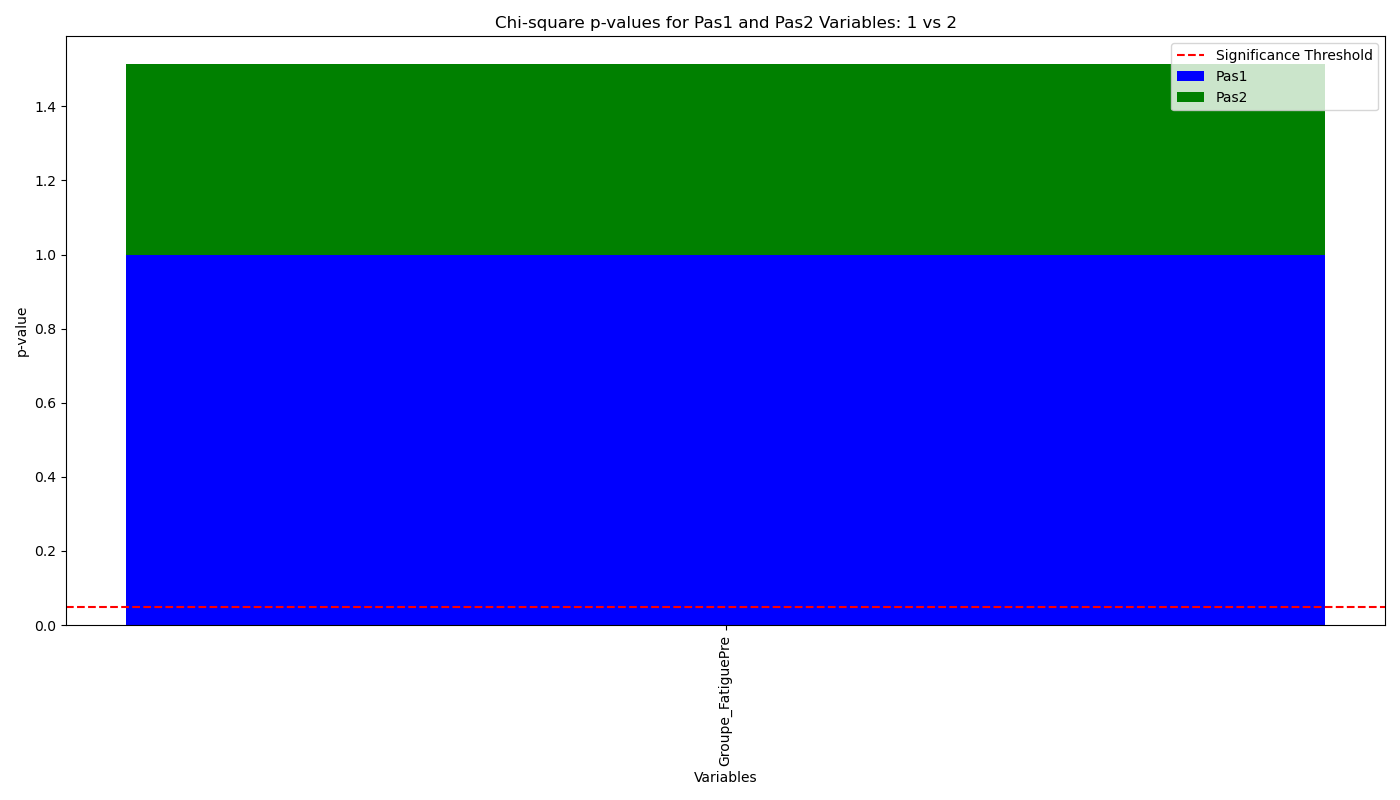 Chi-square p-values for Pas1 and Pas2 Variables: 1 vs 2
Significance Threshold
Pas1
Pas2
p-value
1.4
1.2
1.0
0.8
0.6
0.4
0.2
0.0
Groupe_FatiguePre
Variables